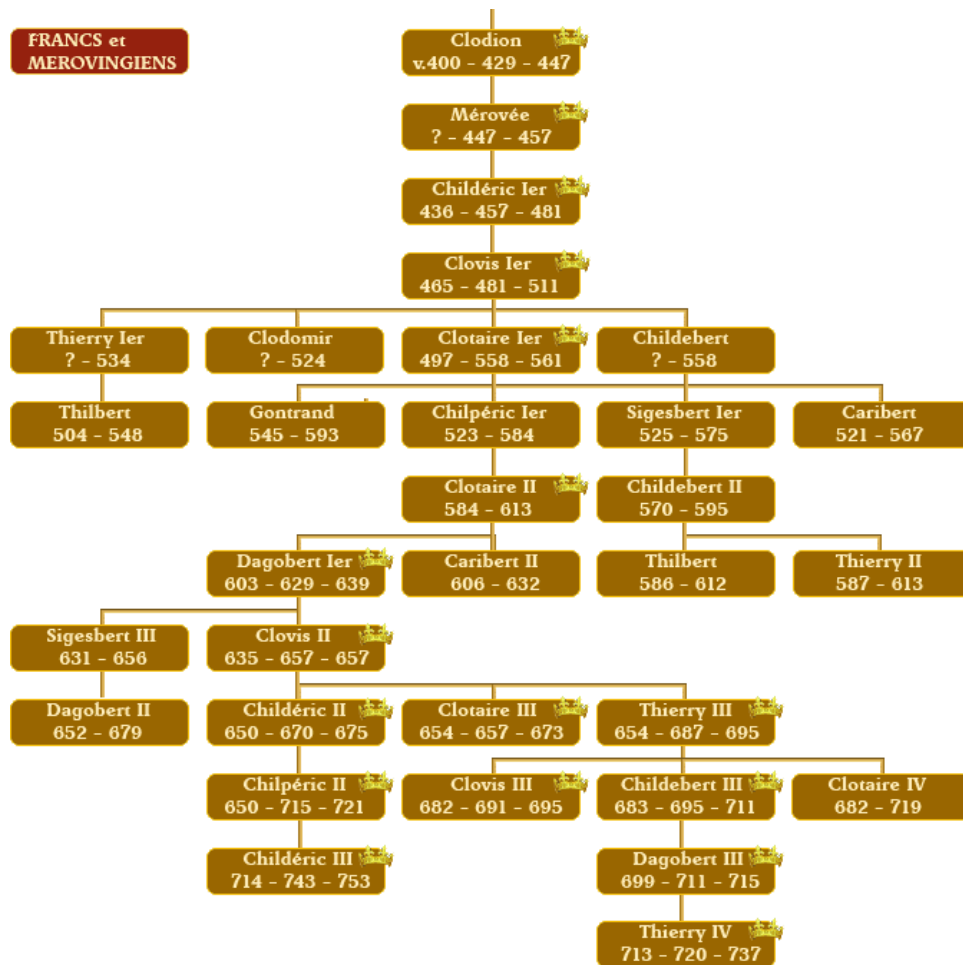 FRANCS et
MEROVINGIENS
Clodion
v.400 - 429 - 447
Mérovée
? - 447 - 457
Childéric Ier
436 - 457 - 481
Clovis Ier
465 - 481 - 511
Thierry Ier
? - 534
Clodomir
? - 524
Clotaire Ier
497 - 558 - 561
Childebert
? - 558
Thilbert
504 - 548
Gontrand
545 - 593
Chilpéric Ier
523 - 584
Sigesbert Ier
525 - 575
Caribert
521 - 567
Clotaire II
584 - 613
Childebert II
570 - 595
Dagobert Ier
603 - 629 - 639
Caribert II
606 - 632
Thilbert
586 - 612
Thierry II
587 - 613
Sigesbert III
631 - 656
Clovis II
635 - 657 - 657
Dagobert II
652 - 679
Childéric II
650 - 670 - 675
Clotaire III
654 - 657 - 673
Thierry III
654 - 687 - 695
Chilpéric II
650 - 715 - 721
Clovis III
682 - 691 - 695
Childebert III
683 - 695 - 711
Clotaire IV
682 - 719
Childéric III
714 - 743 - 753
Dagobert III
699 - 711 - 715
Thierry IV
713 - 720 - 737